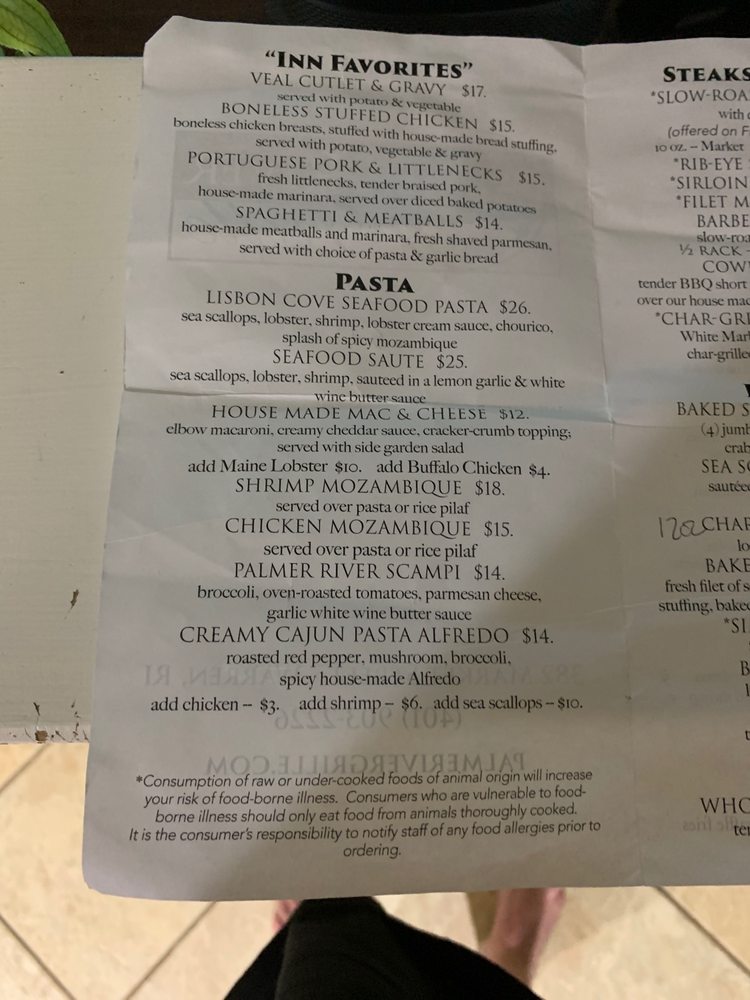 "Inn Favorites"
VEAL CUTLET & GRAVY $17.
served with potato & vegetable
BONELESS STUFFED CHICKEN $15.
boneless chicken breasts, stuffed with house-made bread stuffing,
served with potato, vegetable & gravy
PORTUGUESE PORK & LITTLENECKS $15.
fresh littlenecks, tender braised pork,
house-made marinara, served over diced baked potatoes
SPAGHETTI & MEATBALLS $14.
house-made meatballs and marinara, fresh shaved parmesan,
served with choice of pasta & garlic bread
PASTA
LISBON COVE SEAFOOD PASTA $26.
sea scallops, lobster, shrimp, lobster cream sauce, chourico,
splash of spicy mozambique
SEAFOOD SAUTE $25.
sea scallops, lobster, shrimp, sauteed in a lemon garlic & white
wine butter sauce
HOUSE MADE MAC & CHEESE $12.
elbow macaroni, creamy cheddar sauce, cracker-crumb topping;
served with side garden salad
add Maine Lobster $10. add Buffalo Chicken $4.
SHRIMP MOZAMBIQUE $18.
served over pasta or rice pilaf
CHICKEN MOZAMBIQUE $15.
served over pasta or rice pilaf
PALMER RIVER SCAMPI $14.
broccoli, oven-roasted tomatoes, parmesan cheese,
garlic white wine butter sauce
CREAMY CAJUN PASTA ALFREDO $14.
roasted red pepper, mushroom, broccoli,
spicy house-made Alfredo
add chicken – $3. add shrimp – $6. add sea scallops – $10.
*Consumption of raw or under-cooked foods of animal origin will increase
your risk of food-borne illness. Consumers who are vulnerable to food-
borne illness should only eat food from animals thoroughly cooked.
It is the consumer's responsibility to notify staff of any food allergies prior to
ordering.
STEAKS
*SLOW-ROA
with
(offered on F
10 oz. – Market
*RIB-EYE
*SIRLOIN
*FILET M
BARBE
slow-roa
½ RACK –
COW
tender BBQ short
over our house mac
*CHAR-GRI
White Mar
char-grille
BAKED S
(4) jumb
crab
SEA SC
sautée
12oz CHAR
lo
BAKE
fresh filet of s
stuffing, baked
*SI
WHO
te